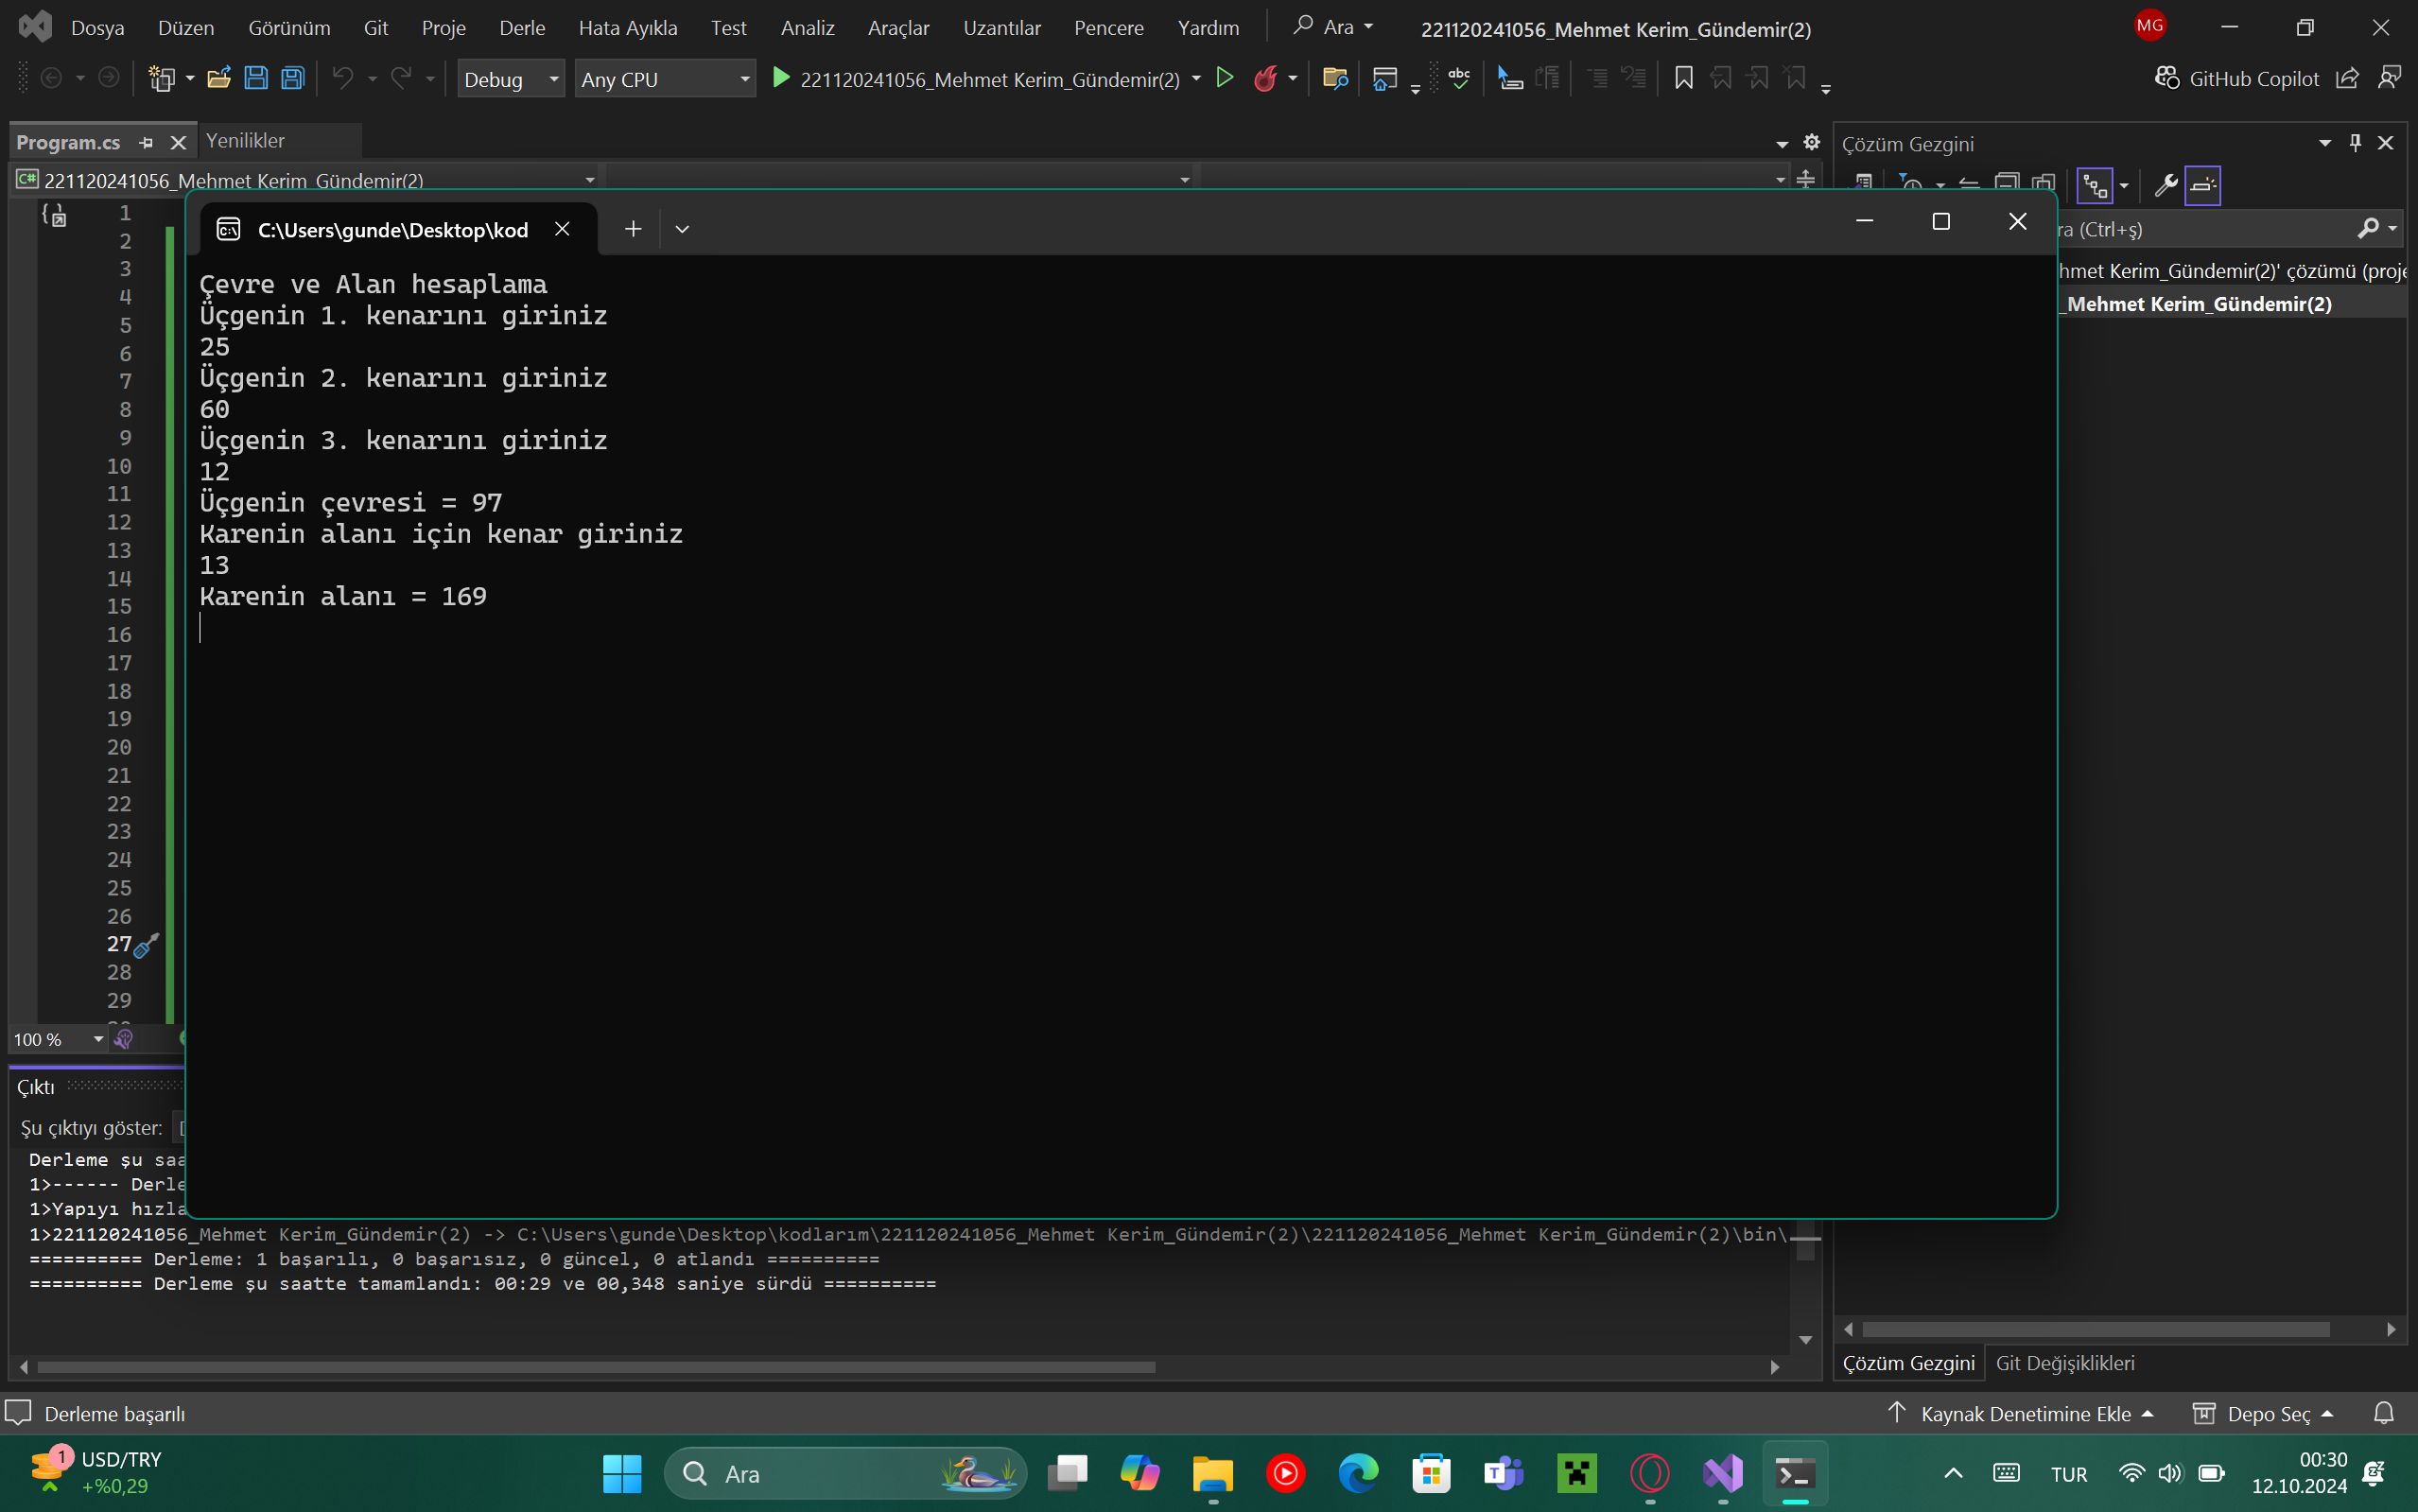 Dosya Düzen Görünüm Git Proje Derle Hata Ayıkla Test Analiz Araçlar Uzantılar Pencere Yardım Ara 221120241056_Mehmet Kerim_Gündemir(2) MG
Debug Any CPU 221120241056_Mehmet Kerim_Gündemir(2) abc GitHub Copilot
Program.cs Yenilikler
Çözüm Gezgini
C# 221120241056_Mehmet Kerim_Gündemir(2)
C:\Users\gunde\Desktop\kod
ra (Ctrl+ş)
hmet Kerim_Gündemir(2)' çözümü (proje
_Mehmet Kerim_Gündemir(2)
1
2
3
4
5
6
7
8
9
10
11
12
13
14
15
16
17
18
19
20
21
22
23
24
25
26
27
28
29
Çevre ve Alan hesaplama
Üçgenin 1. kenarını giriniz
25
Üçgenin 2. kenarını giriniz
60
Üçgenin 3. kenarını giriniz
12
Üçgenin çevresi = 97
Karenin alanı için kenar giriniz
13
Karenin alanı = 169
100 %
Çıktı
Şu çıktıyı göster:
Derleme şu saa
1>------ Derle
1>Yapıyı hızla
1>221120241056_Mehmet Kerim_Gündemir(2) -> C:\Users\gunde\Desktop\kodlarım\221120241056_Mehmet Kerim_Gündemir(2)\221120241056_Mehmet Kerim_Gündemir(2)\bin\
========== Derleme: 1 başarılı, 0 başarısız, 0 güncel, 0 atlandı ==========
========== Derleme şu saatte tamamlandı: 00:29 ve 00,348 saniye sürdü ==========
Çözüm Gezgini Git Değişiklikleri
Derleme başarılı Kaynak Denetimine Ekle Depo Seç
1 USD/TRY
+%0,29
Ara
TUR
00:30
12.10.2024